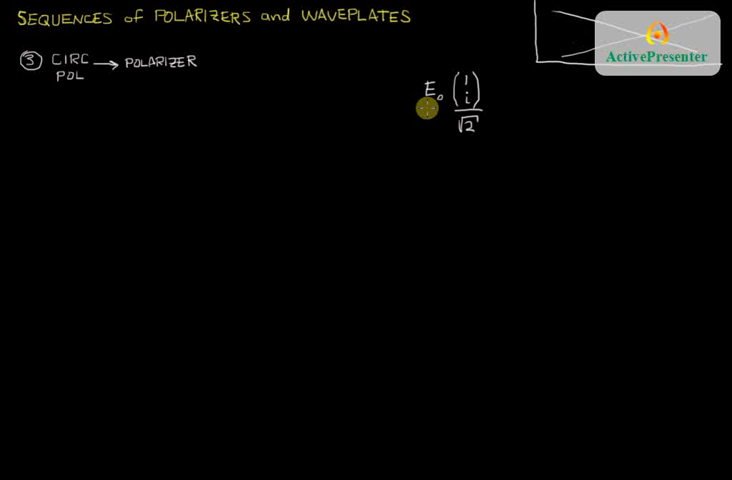 SEQUENCES of POLARIZERS and WAVEPLATES
③ CIRC → POLARIZER
POL
E₀ (1
i)
√2
ActivePresenter